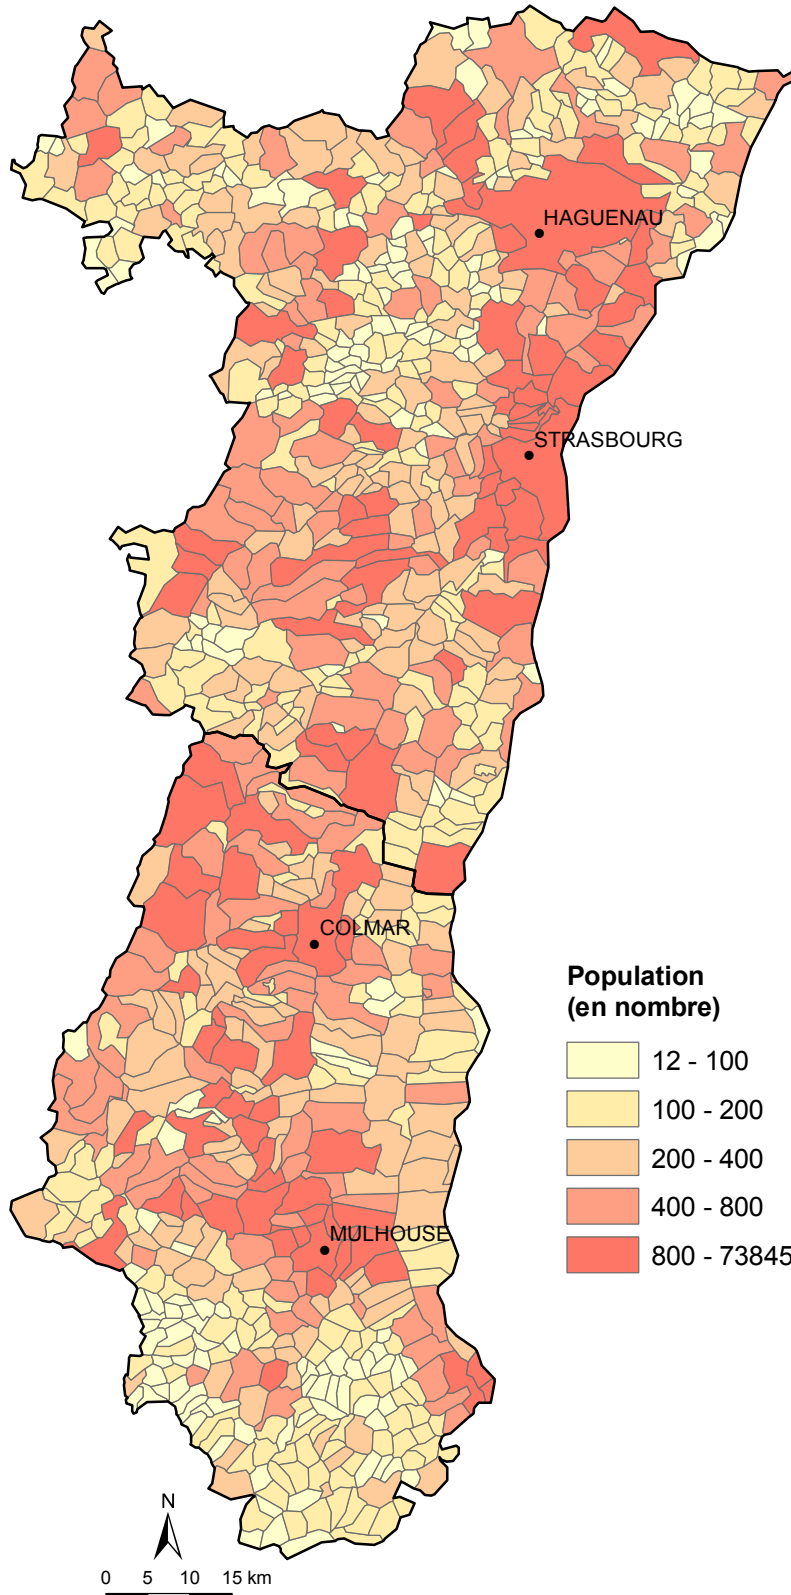 HAGUENAU
STRASBOURG
COLMAR
Population
(en nombre)
12 - 100
100 - 200
200 - 400
400 - 800
800 - 73845
MULHOUSE
N
0 5 10 15 km